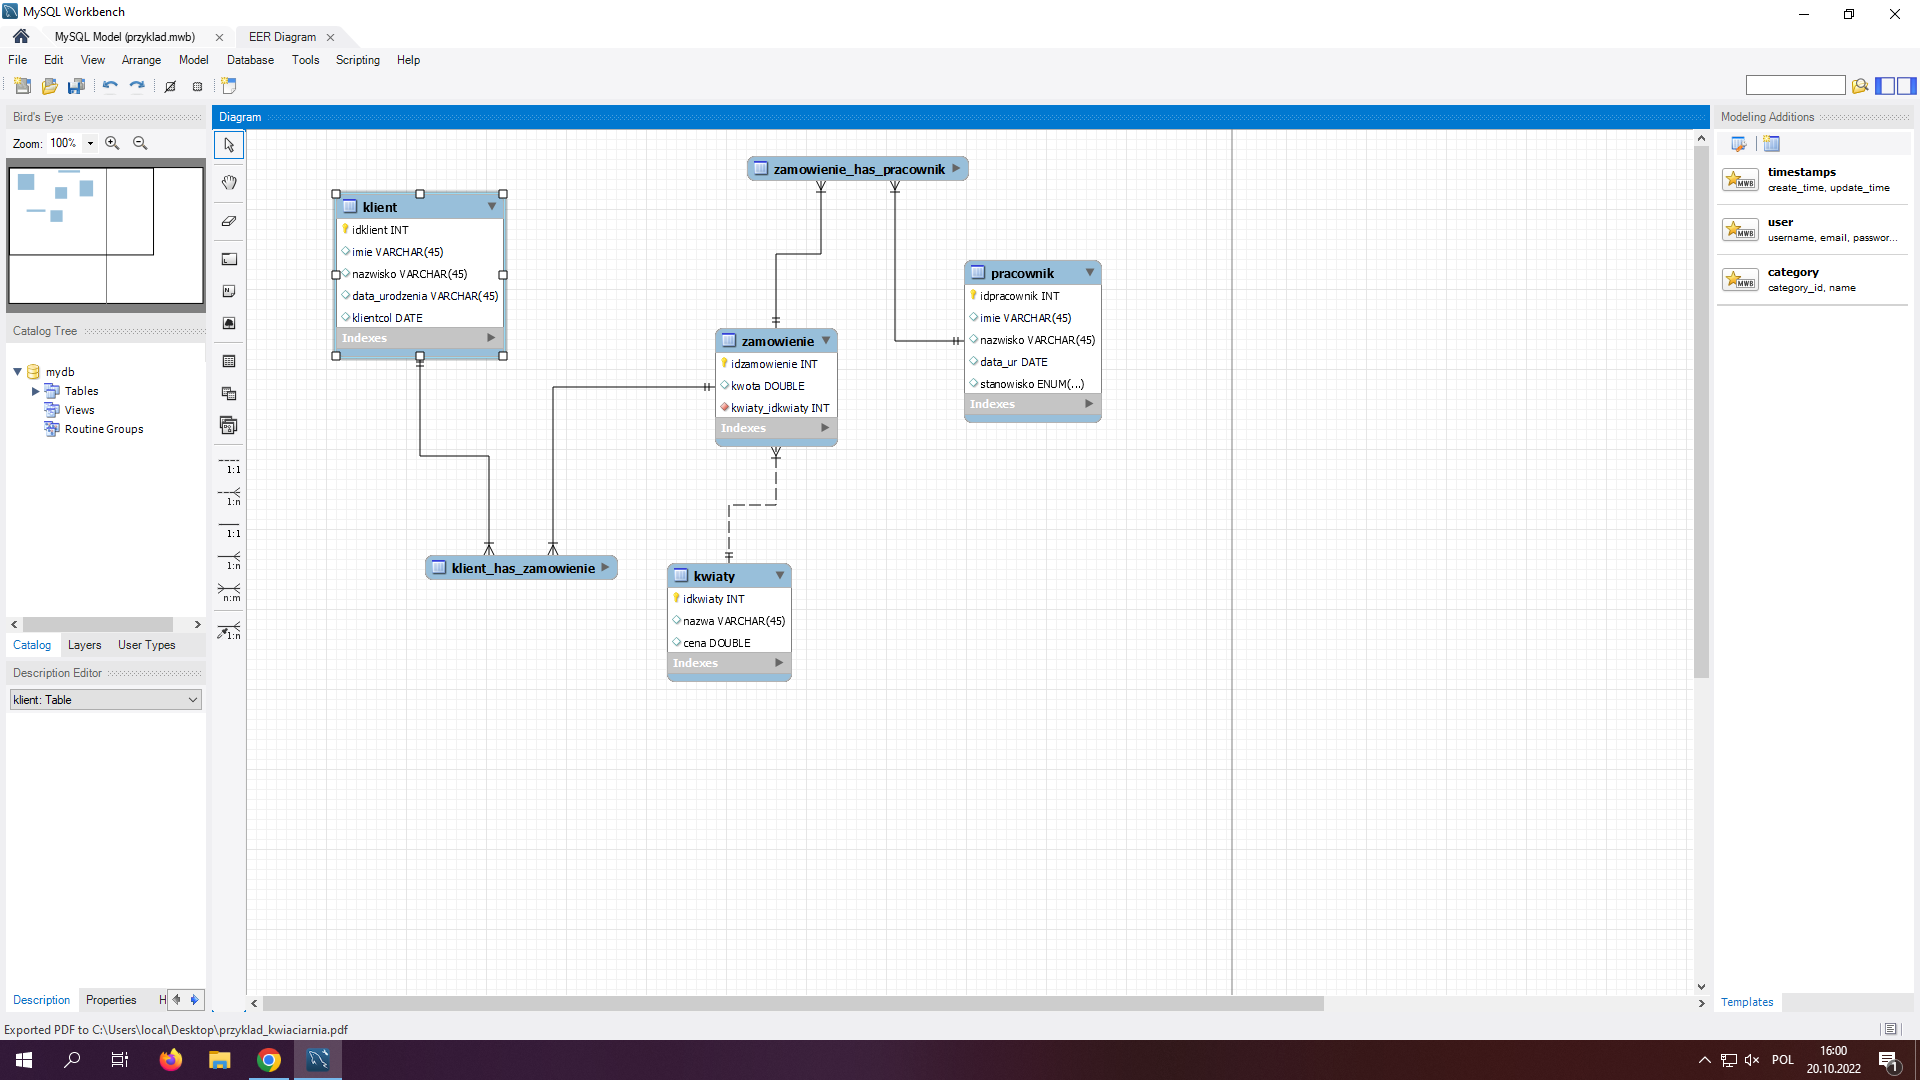 MySQL Workbench
MySQL Model (przyklad.mwb)
EER Diagram
File Edit View Arrange Model Database Tools Scripting Help
Bird's Eye
Zoom: 100%
Catalog Tree
mydb
Tables
Views
Routine Groups
Catalog Layers User Types
Description Editor
klient: Table
Description Properties H
1:1
1:n
1:1
1:n
n:m
1:n
Diagram
zamowienie_has_pracownik
klient
idklient INT
imie VARCHAR(45)
nazwisko VARCHAR(45)
data_urodzenia VARCHAR(45)
klientcol DATE
Indexes
pracownik
idpracownik INT
imie VARCHAR(45)
nazwisko VARCHAR(45)
data_ur DATE
stanowisko ENUM(...)
Indexes
zamowienie
idzamowienie INT
kwota DOUBLE
kwiaty_idkwiaty INT
Indexes
klient_has_zamowienie
kwiaty
idkwiaty INT
nazwa VARCHAR(45)
cena DOUBLE
Indexes
Modeling Additions
MWB
timestamps
create_time, update_time
MWB
user
username, email, passwor...
MWB
category
category_id, name
Templates
Exported PDF to C:\Users\local\Desktop\przyklad_kwiaciarnia.pdf
POL
16:00
20.10.2022
1